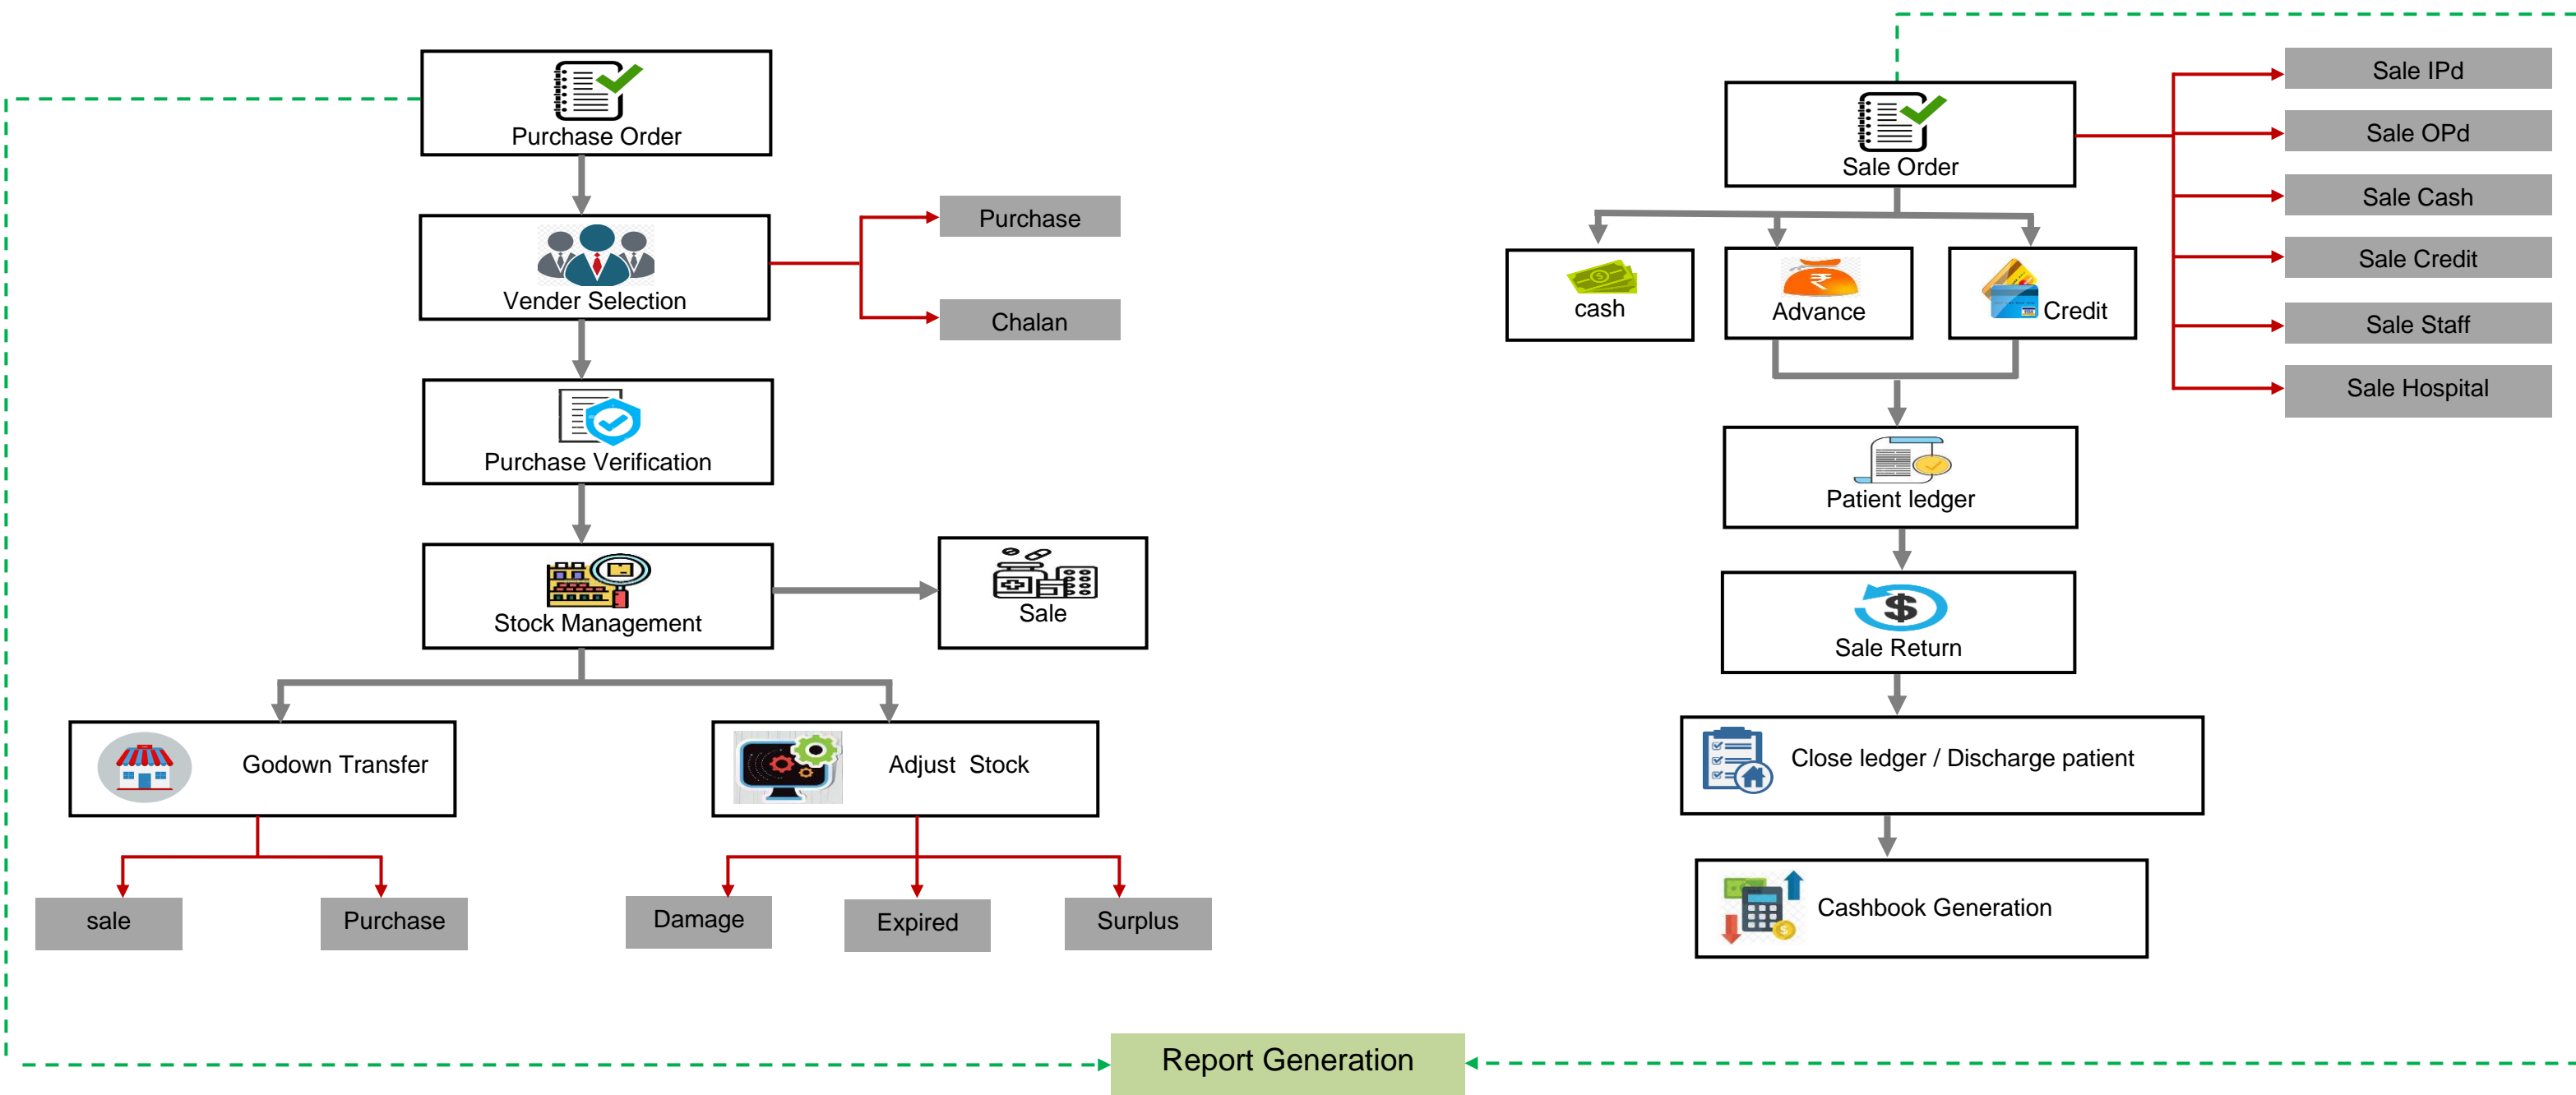 Purchase Order
Vender Selection
Purchase
Chalan
Purchase Verification
Stock Management
Sale
Godown Transfer
Adjust  Stock
sale
Purchase
Damage
Expired
Surplus
Sale Order
Sale IPd
Sale OPd
Sale Cash
Sale Credit
Sale Staff
Sale Hospital
cash
Advance
Credit
Patient ledger
Sale Return
Close ledger / Discharge patient
Cashbook Generation
Report Generation